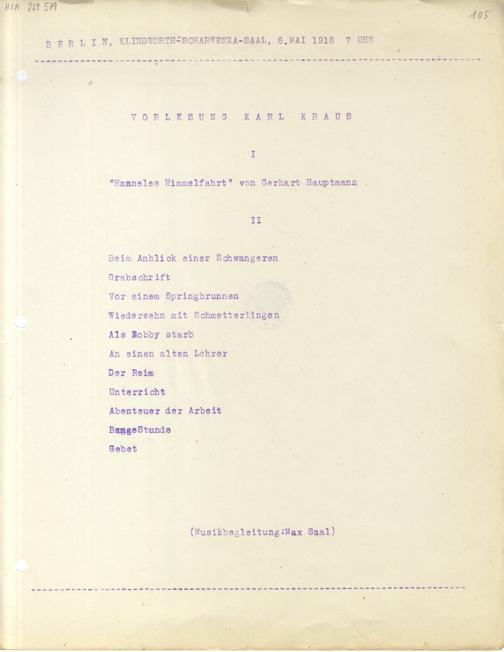 HIN 239 579
105
BERLIN, KLINDWORTH-SCHARWENKA-SAAL, 6.MAI 1918 7 UHR
VORLESUNG KARL KRAUS
I
"Hanneles Himmelfahrt" von Gerhart Hauptmann
II
Beim Anblick einer Schwangeren
Grabschrift
Vor einem Springbrunnen
Wiedersehn mit Schmetterlingen
Als Bobby starb
An einen alten Lehrer
Der Reim
Unterricht
Abenteuer der Arbeit
BangeStunde
Gebet
(Musikbegleitung:Max Saal)